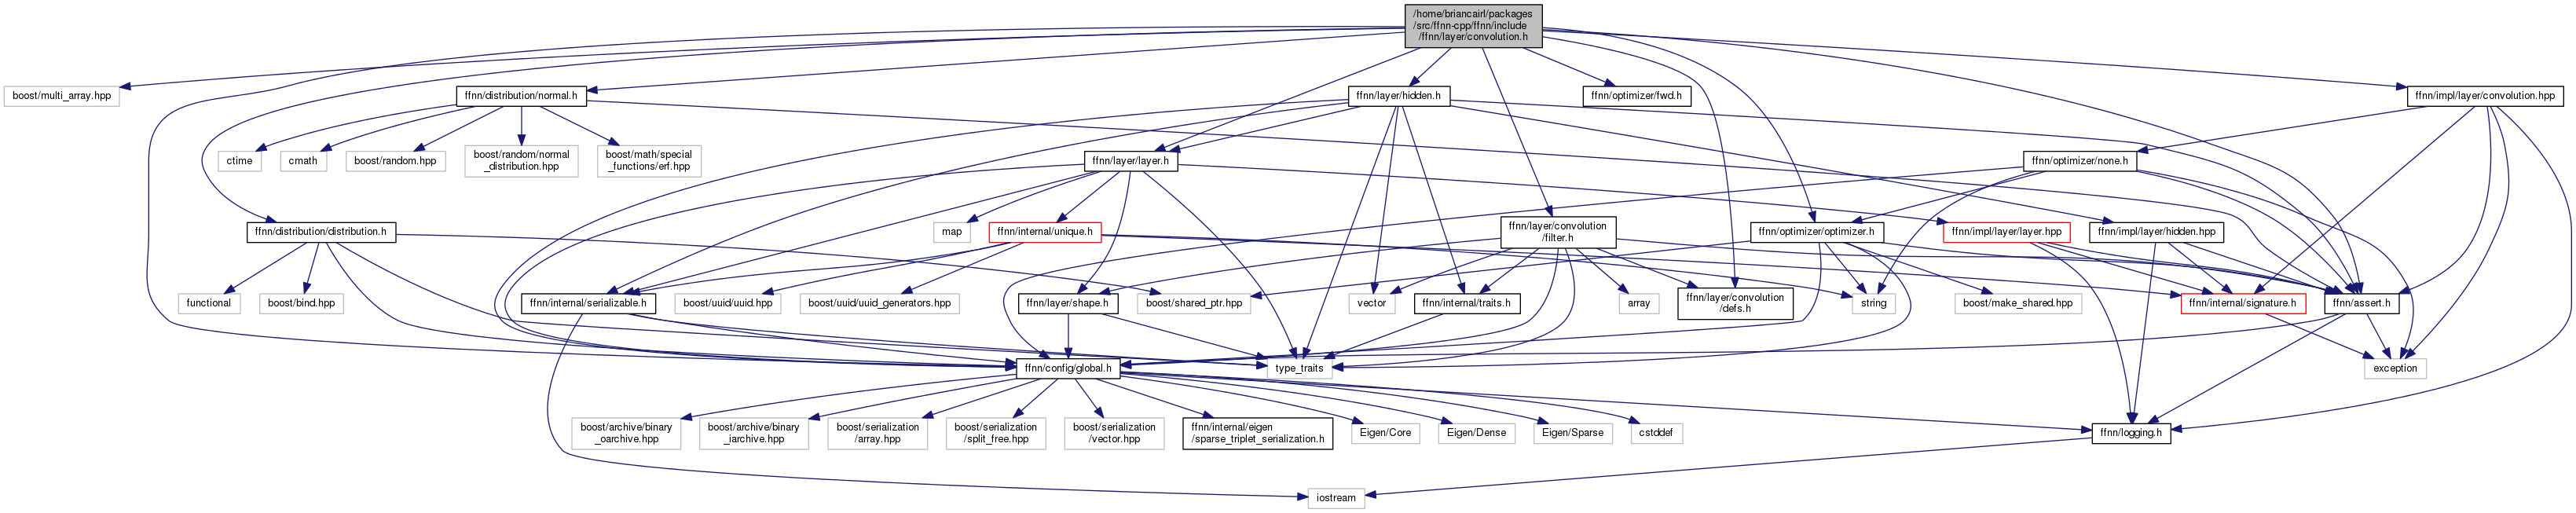 /home/briancairl/packages
/src/ffnn-cpp/ffnn/include
/ffnn/layer/convolution.h
boost/multi_array.hpp
ffnn/distribution/normal.h
ffnn/layer/hidden.h
ffnn/optimizer/fwd.h
ffnn/impl/layer/convolution.hpp
ctime
cmath
boost/random.hpp
boost/random/normal
_distribution.hpp
boost/math/special
_functions/erf.hpp
ffnn/layer/layer.h
ffnn/optimizer/none.h
ffnn/distribution/distribution.h
map
ffnn/internal/unique.h
ffnn/layer/convolution
/filter.h
ffnn/optimizer/optimizer.h
ffnn/impl/layer/layer.hpp
ffnn/impl/layer/hidden.hpp
functional
boost/bind.hpp
ffnn/internal/serializable.h
boost/uuid/uuid.hpp
boost/uuid/uuid_generators.hpp
ffnn/layer/shape.h
boost/shared_ptr.hpp
vector
ffnn/internal/traits.h
array
ffnn/layer/convolution
/defs.h
string
boost/make_shared.hpp
ffnn/internal/signature.h
ffnn/assert.h
ffnn/config/global.h
type_traits
exception
boost/archive/binary
_oarchive.hpp
boost/archive/binary
_iarchive.hpp
boost/serialization
/array.hpp
boost/serialization
/split_free.hpp
boost/serialization
/vector.hpp
ffnn/internal/eigen
/sparse_triplet_serialization.h
Eigen/Core
Eigen/Dense
Eigen/Sparse
cstddef
ffnn/logging.h
iostream